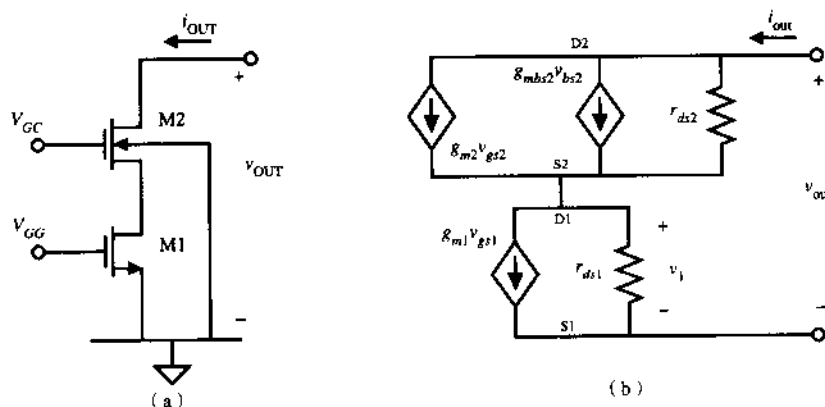 i_OUT
+
V_GC
M2
v_OUT
V_GG
M1
−
( a )
D2
i_out
+
g_mbs2 v_bs2
r_ds2
g_m2 v_gs2
S2
D1
g_m1 v_gs1
+
r_ds1
v_1
−
S1
v_ou
−
( b )